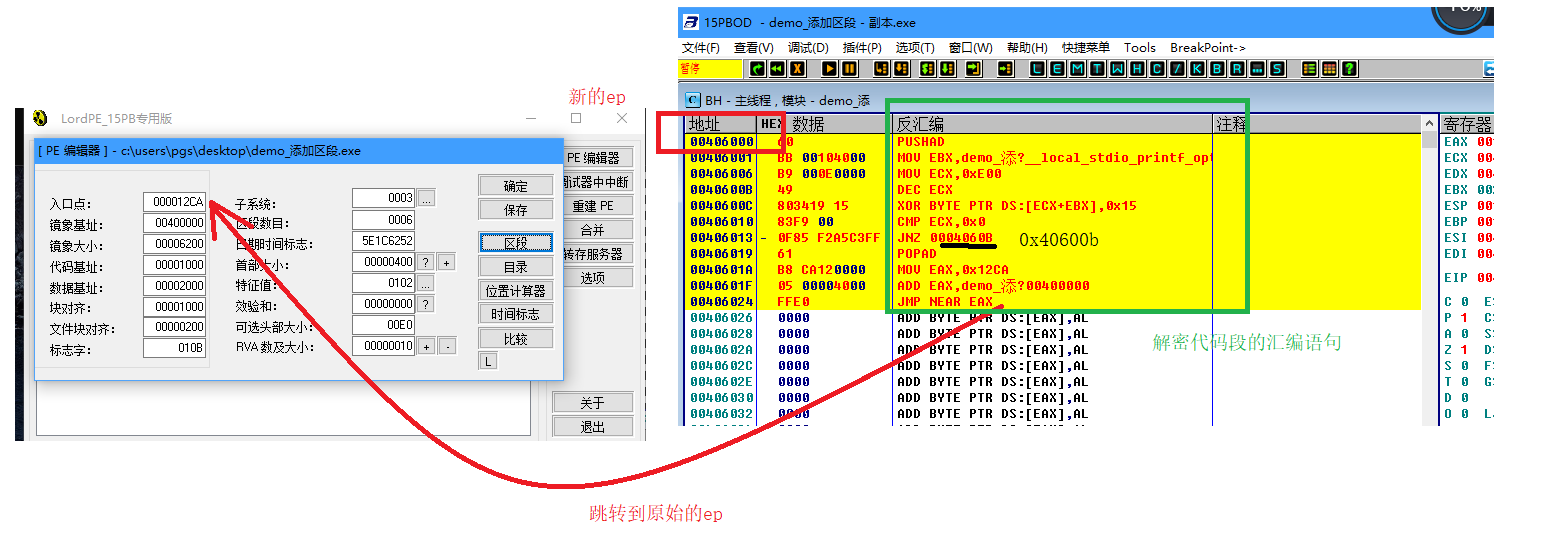 新的ep
LordPE_15PB专用版
[ PE 编辑器 ] - c:\users\pgs\desktop\demo_添加区段.exe
入口点: 000012CA
镜象基址: 00400000
镜象大小: 00006200
代码基址: 00001000
数据基址: 00002000
块对齐: 00001000
文件块对齐: 00000200
标志字: 010B
子系统: 0003 ...
区段数目: 0006
日期时间标志: 5E1C6252
首部大小: 00000400 ? +
特征值: 0102 ...
效验和: 00000000 ?
可选头部大小: 00E0
RVA 数及大小: 00000010 + -
确定
保存
区段
目录
位置计算器
时间标志
比较
L
PE 编辑器
试器中中断
重建 PE
合并
转存服务器
选项
关于
退出
15PBOD - demo_添加区段 - 副本.exe
文件(F) 查看(V) 调试(D) 插件(P) 选项(T) 窗口(W) 帮助(H) 快捷菜单 Tools BreakPoint->
暂停 L E M T W H C / K B R ... S ?
C BH - 主线程 , 模块 - demo_添
地址 HEX 数据 反汇编 注释 寄存器
00406000 60 PUSHAD
00406001 BB 00104000 MOV EBX,demo_添?__local_stdio_printf_opt
00406006 B9 000E0000 MOV ECX,0xE00
0040600B 49 DEC ECX
0040600C 803419 15 XOR BYTE PTR DS:[ECX+EBX],0x15
00406010 83F9 00 CMP ECX,0x0
00406013 - 0F85 F2A5C3FF JNZ 0004060B
00406019 61 POPAD
0040601A B8 CA120000 MOV EAX,0x12CA
0040601F 05 00004000 ADD EAX,demo_添?00400000
00406024 FFE0 JMP NEAR EAX
00406026 0000 ADD BYTE PTR DS:[EAX],AL
00406028 0000 ADD BYTE PTR DS:[EAX],AL
0040602A 0000 ADD BYTE PTR DS:[EAX],AL
0040602C 0000 ADD BYTE PTR DS:[EAX],AL
0040602E 0000 ADD BYTE PTR DS:[EAX],AL
00406030 0000 ADD BYTE PTR DS:[EAX],AL
00406032 0000 ADD BYTE PTR DS:[EAX],AL
EAX 00
ECX 00
EDX 00
EBX 00
ESP
EBP
ESI 00
EDI 00
EIP 00
C 0
P 1
A 0
Z 1
S 0
T 0
D 0
O 0
0x40600b
解密代码段的汇编语句
跳转到原始的ep